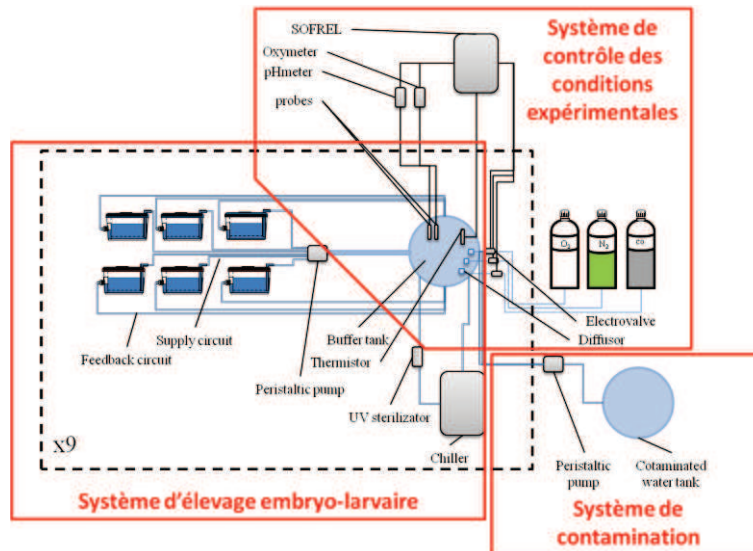 SOFREL
Oxymeter
pHmeter
probes
Système de
contrôle des
conditions
expérimentales
O2
N2
co
Electrovalve
Diffusor
Buffer tank
Thermistor
Supply circuit
Feedback circuit
Peristaltic pump
UV sterilizator
Chiller
x9
Peristaltic
pump
Cotaminated
water tank
Système d'élevage embryo-larvaire
Système de
contamination